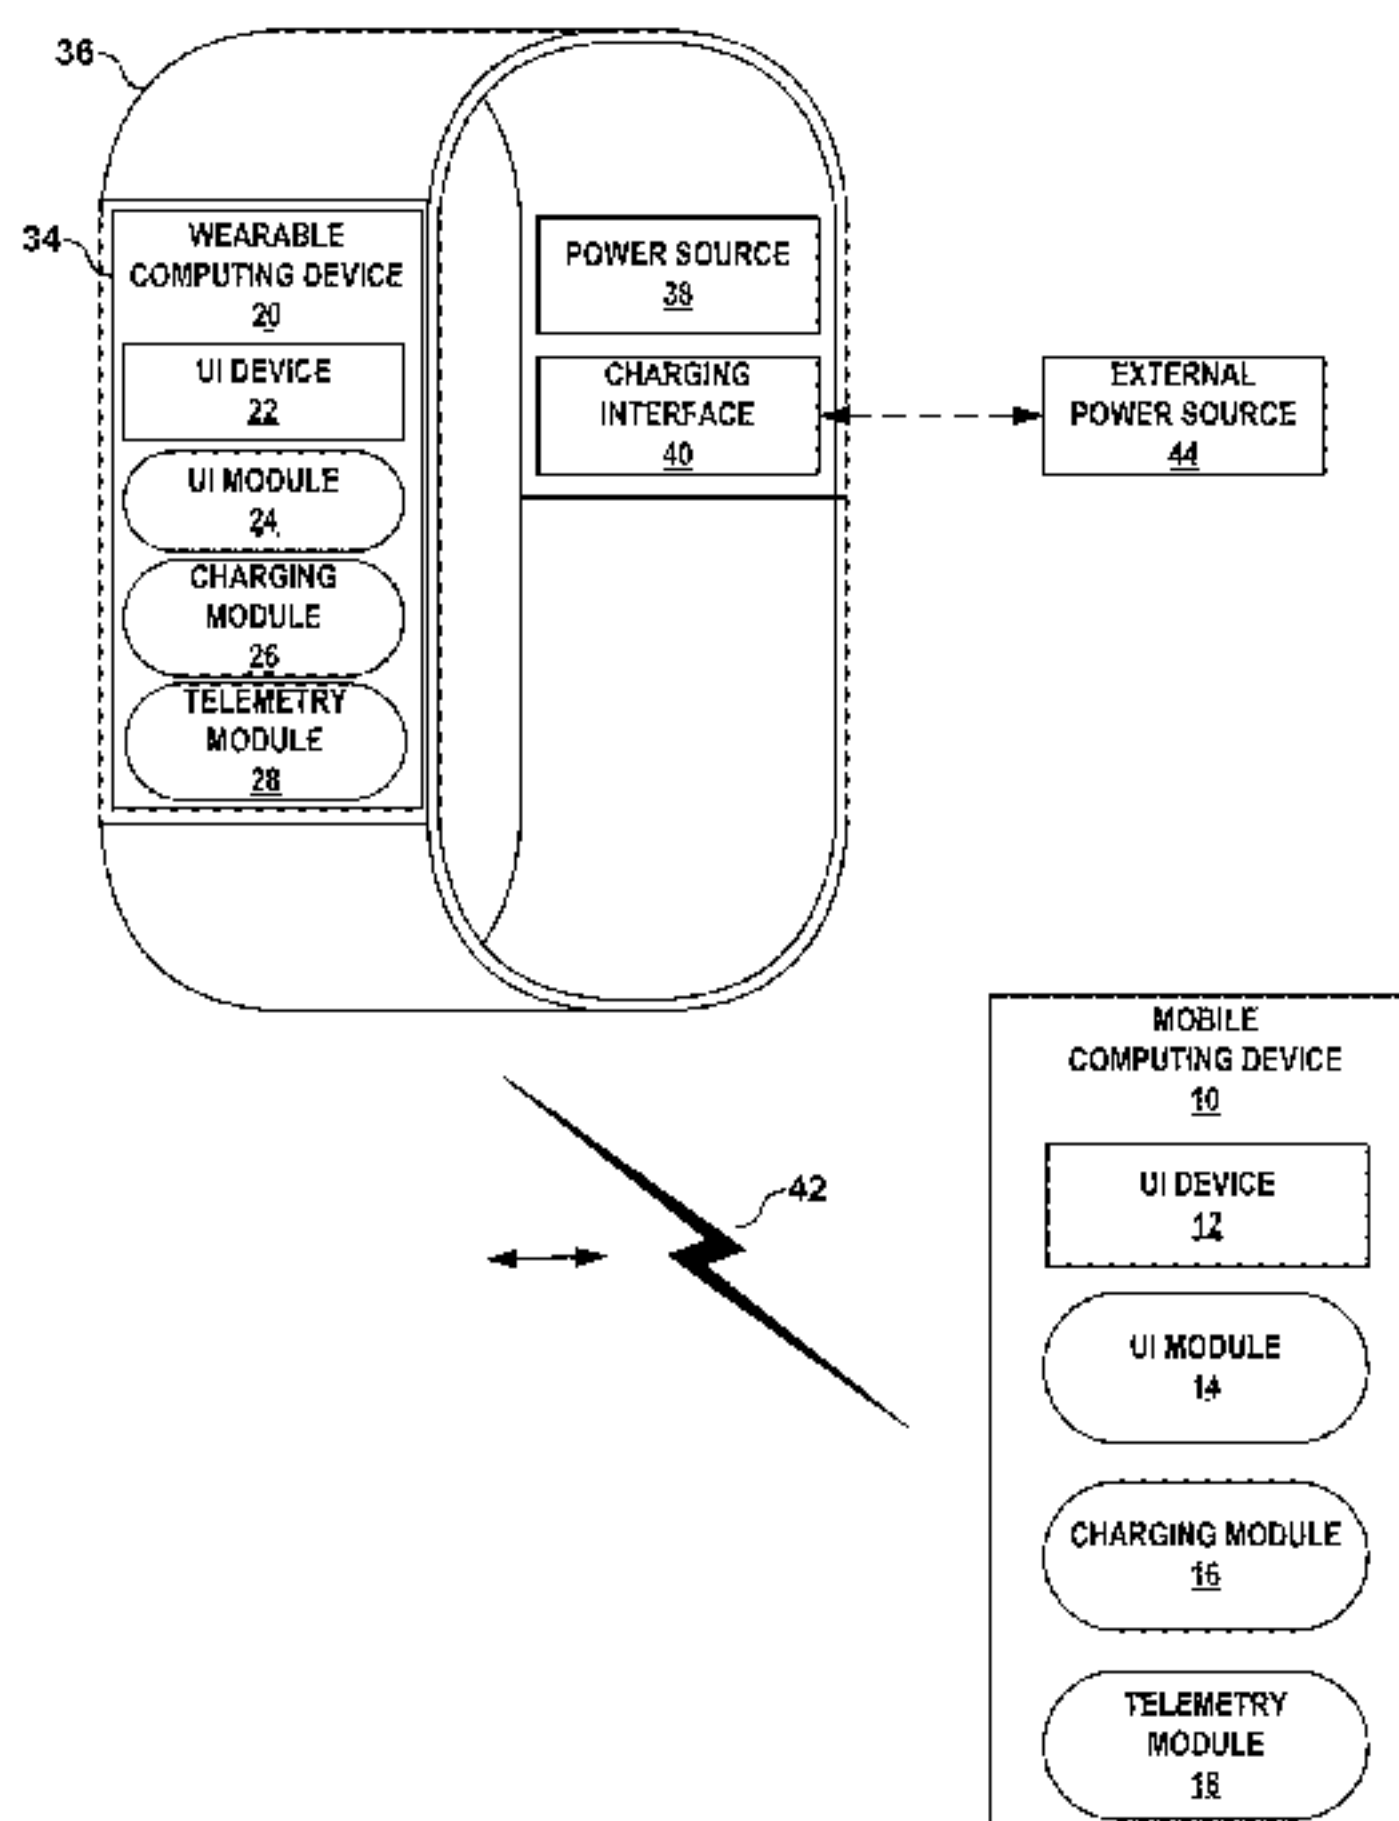 36
34
WEARABLE
COMPUTING DEVICE
20
UI DEVICE
22
UI MODULE
24
CHARGING
MODULE
26
TELEMETRY
MODULE
28
POWER SOURCE
38
CHARGING
INTERFACE
40
EXTERNAL
POWER SOURCE
44
42
MOBILE
COMPUTING DEVICE
10
UI DEVICE
12
UI MODULE
14
CHARGING MODULE
16
TELEMETRY
MODULE
18